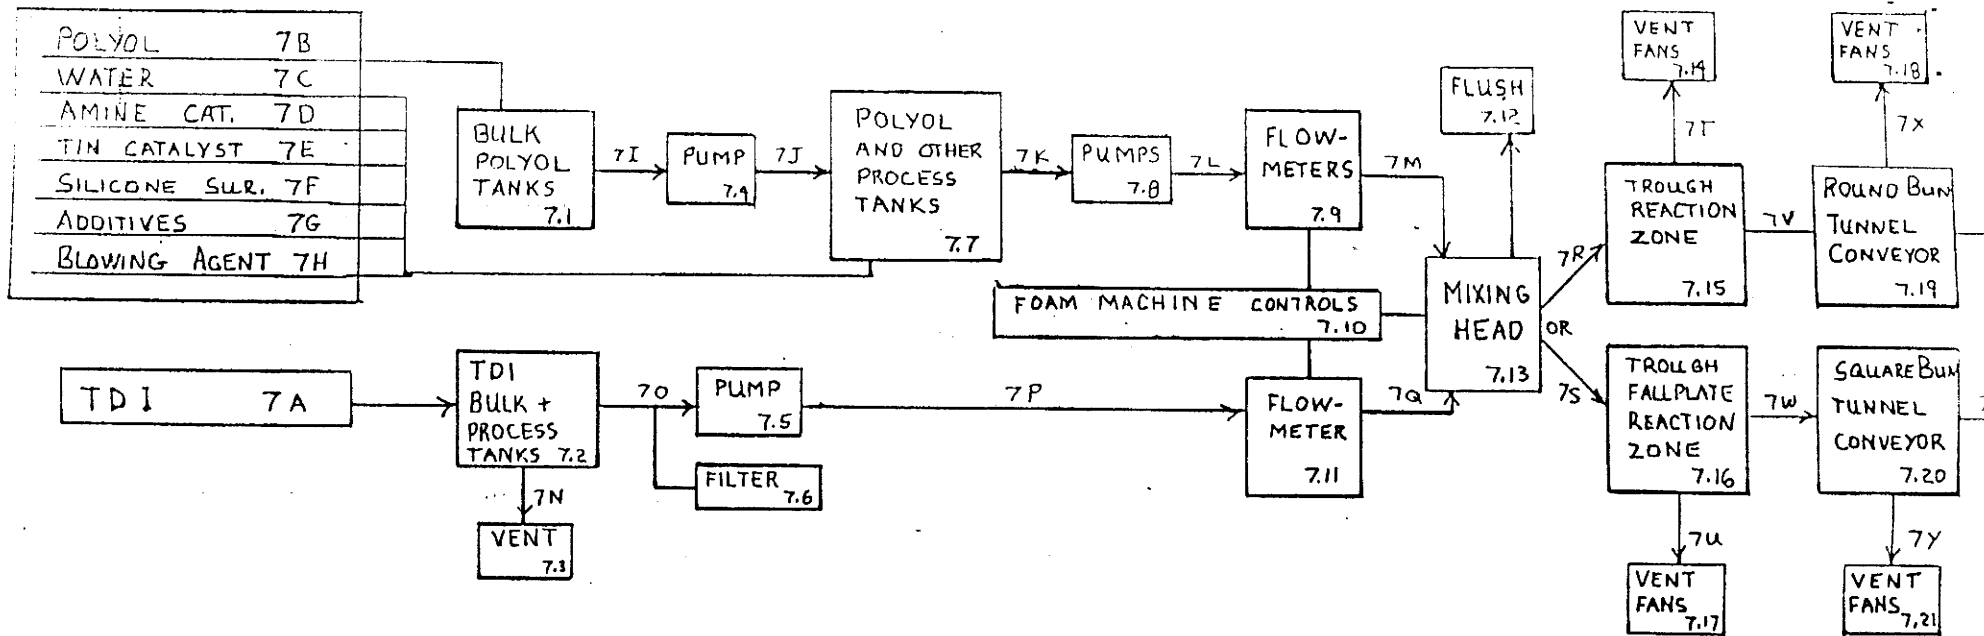 POLYOL 7B
WATER 7C
AMINE CAT. 7D
TIN CATALYST 7E
SILICONE SUR. 7F
ADDITIVES 7G
BLOWING AGENT 7H
BULK
POLYOL
TANKS
7.1
7I
PUMP
7.4
7J
POLYOL
AND OTHER
PROCESS
TANKS
7.7
7K
PUMPS
7.8
7L
FLOW-
METERS
7.9
7M
FLUSH
7.12
FOAM MACHINE CONTROLS
7.10
MIXING
HEAD
7.13
TDI 7A
TDI
BULK +
PROCESS
TANKS 7.2
7N
VENT
7.3
7O
PUMP
7.5
FILTER
7.6
7P
FLOW-
METER
7.11
7Q
7R
OR
7S
VENT
FANS
7.14
7T
TROUGH
REACTION
ZONE
7.15
7V
VENT
FANS
7.18
7X
ROUND BUN
TUNNEL
CONVEYOR
7.19
TROUGH
FALLPLATE
REACTION
ZONE
7.16
7W
SQUARE BUN
TUNNEL
CONVEYOR
7.20
7U
VENT
FANS
7.17
7Y
VENT
FANS
7.21